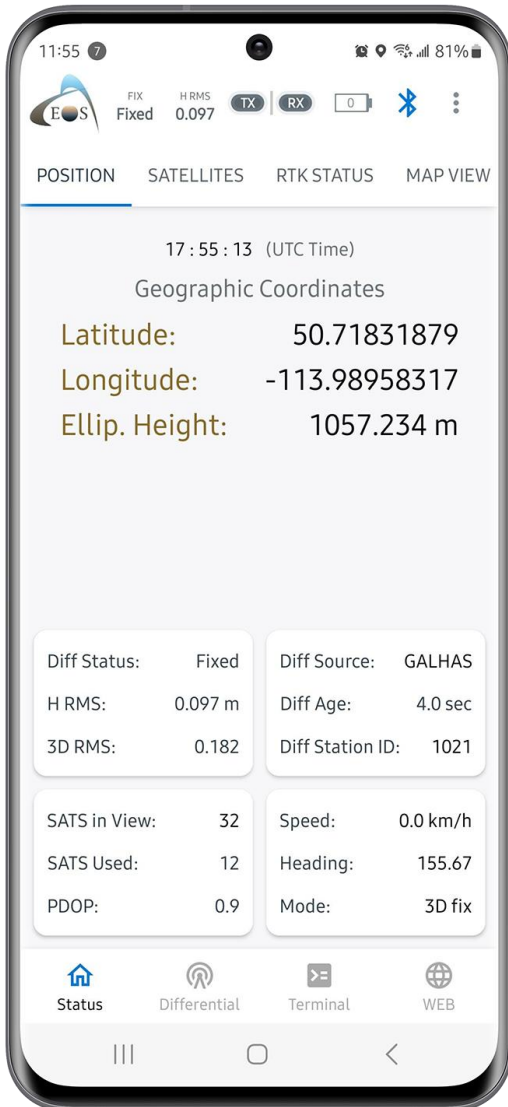 11:55 7 81%
EOS
FIX
Fixed
H RMS
0.097
TX RX
0
POSITION SATELLITES RTK STATUS MAP VIEW
17 : 55 : 13 (UTC Time)
Geographic Coordinates
Latitude: 50.71831879
Longitude: -113.98958317
Ellip. Height: 1057.234 m
Diff Status: Fixed
H RMS: 0.097 m
3D RMS: 0.182
Diff Source: GALHAS
Diff Age: 4.0 sec
Diff Station ID: 1021
SATS in View: 32
SATS Used: 12
PDOP: 0.9
Speed: 0.0 km/h
Heading: 155.67
Mode: 3D fix
Status Differential Terminal WEB